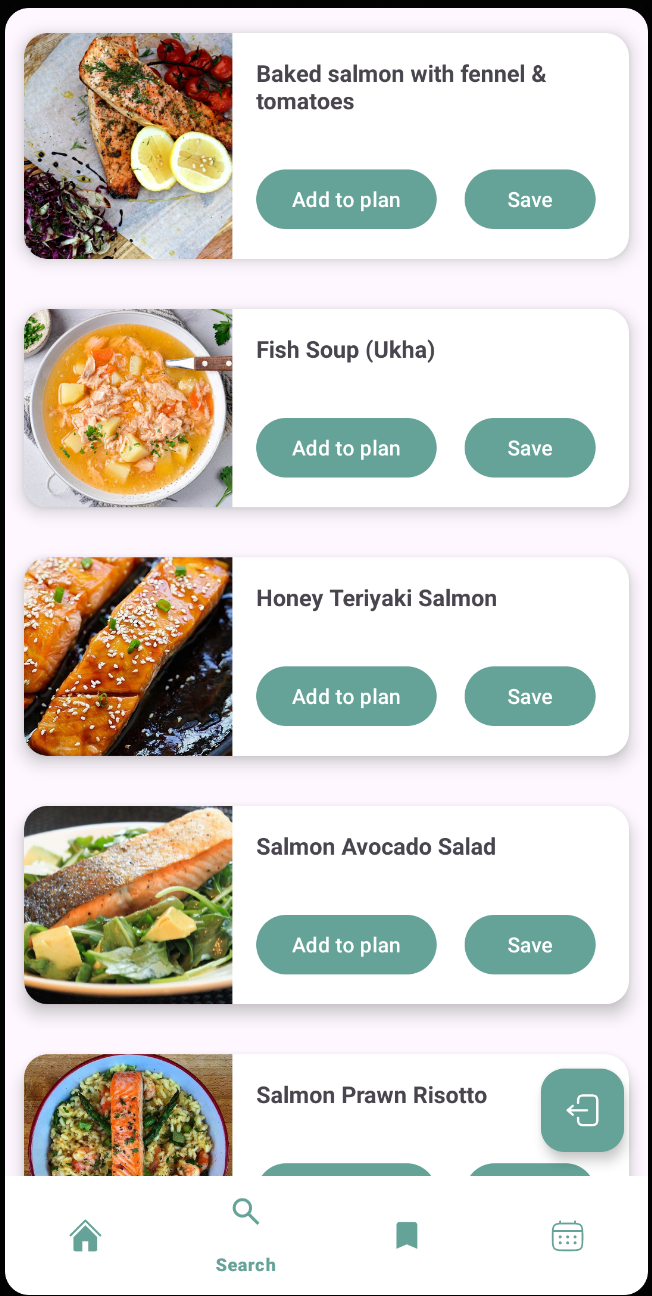 Baked salmon with fennel &
tomatoes
Add to plan
Save
Fish Soup (Ukha)
Add to plan
Save
Honey Teriyaki Salmon
Add to plan
Save
Salmon Avocado Salad
Add to plan
Save
Salmon Prawn Risotto
Search